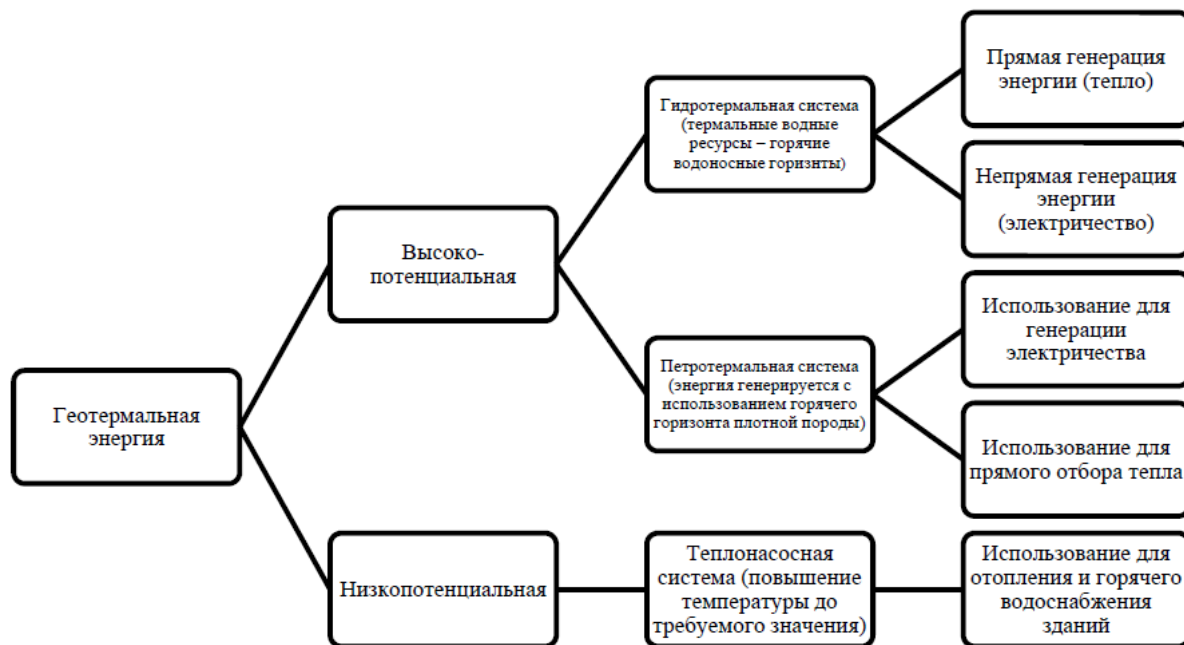 Геотермальная
энергия
Высоко-
потенциальная
Низкопотенциальная
Гидротермальная система
(термальные водные
ресурсы – горячие
водоносные горизнты)
Петротермальная система
(энергия генерируется с
использованием горячего
горизонта плотной породы)
Теплонасосная
система (повышение
температуры до
требуемого значения)
Прямая генерация
энергии (тепло)
Непрямая генерация
энергии
(электричество)
Использование для
генерации
электричества
Использование для
прямого отбора тепла
Использование для
отопления и горячего
водоснабжения
зданий